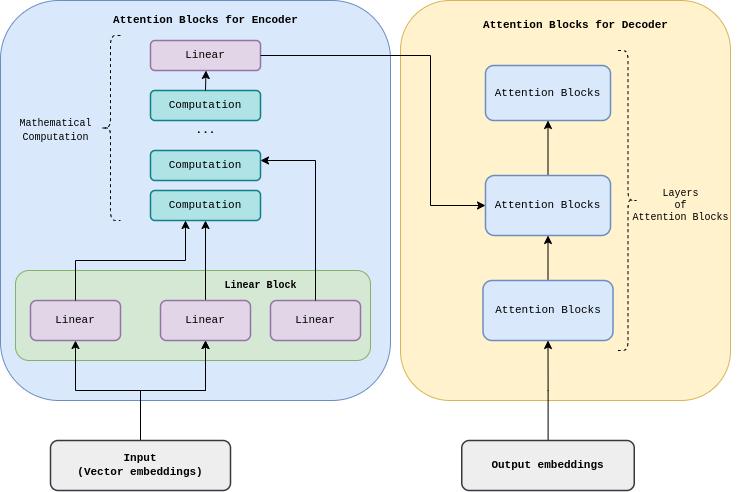 Attention Blocks for Encoder
Linear
Computation
...
Computation
Computation
Mathematical
Computation
Linear Block
Linear
Linear
Linear
Input
(Vector embeddings)
Attention Blocks for Decoder
Attention Blocks
Attention Blocks
Attention Blocks
Layers
of
Attention Blocks
Output embeddings